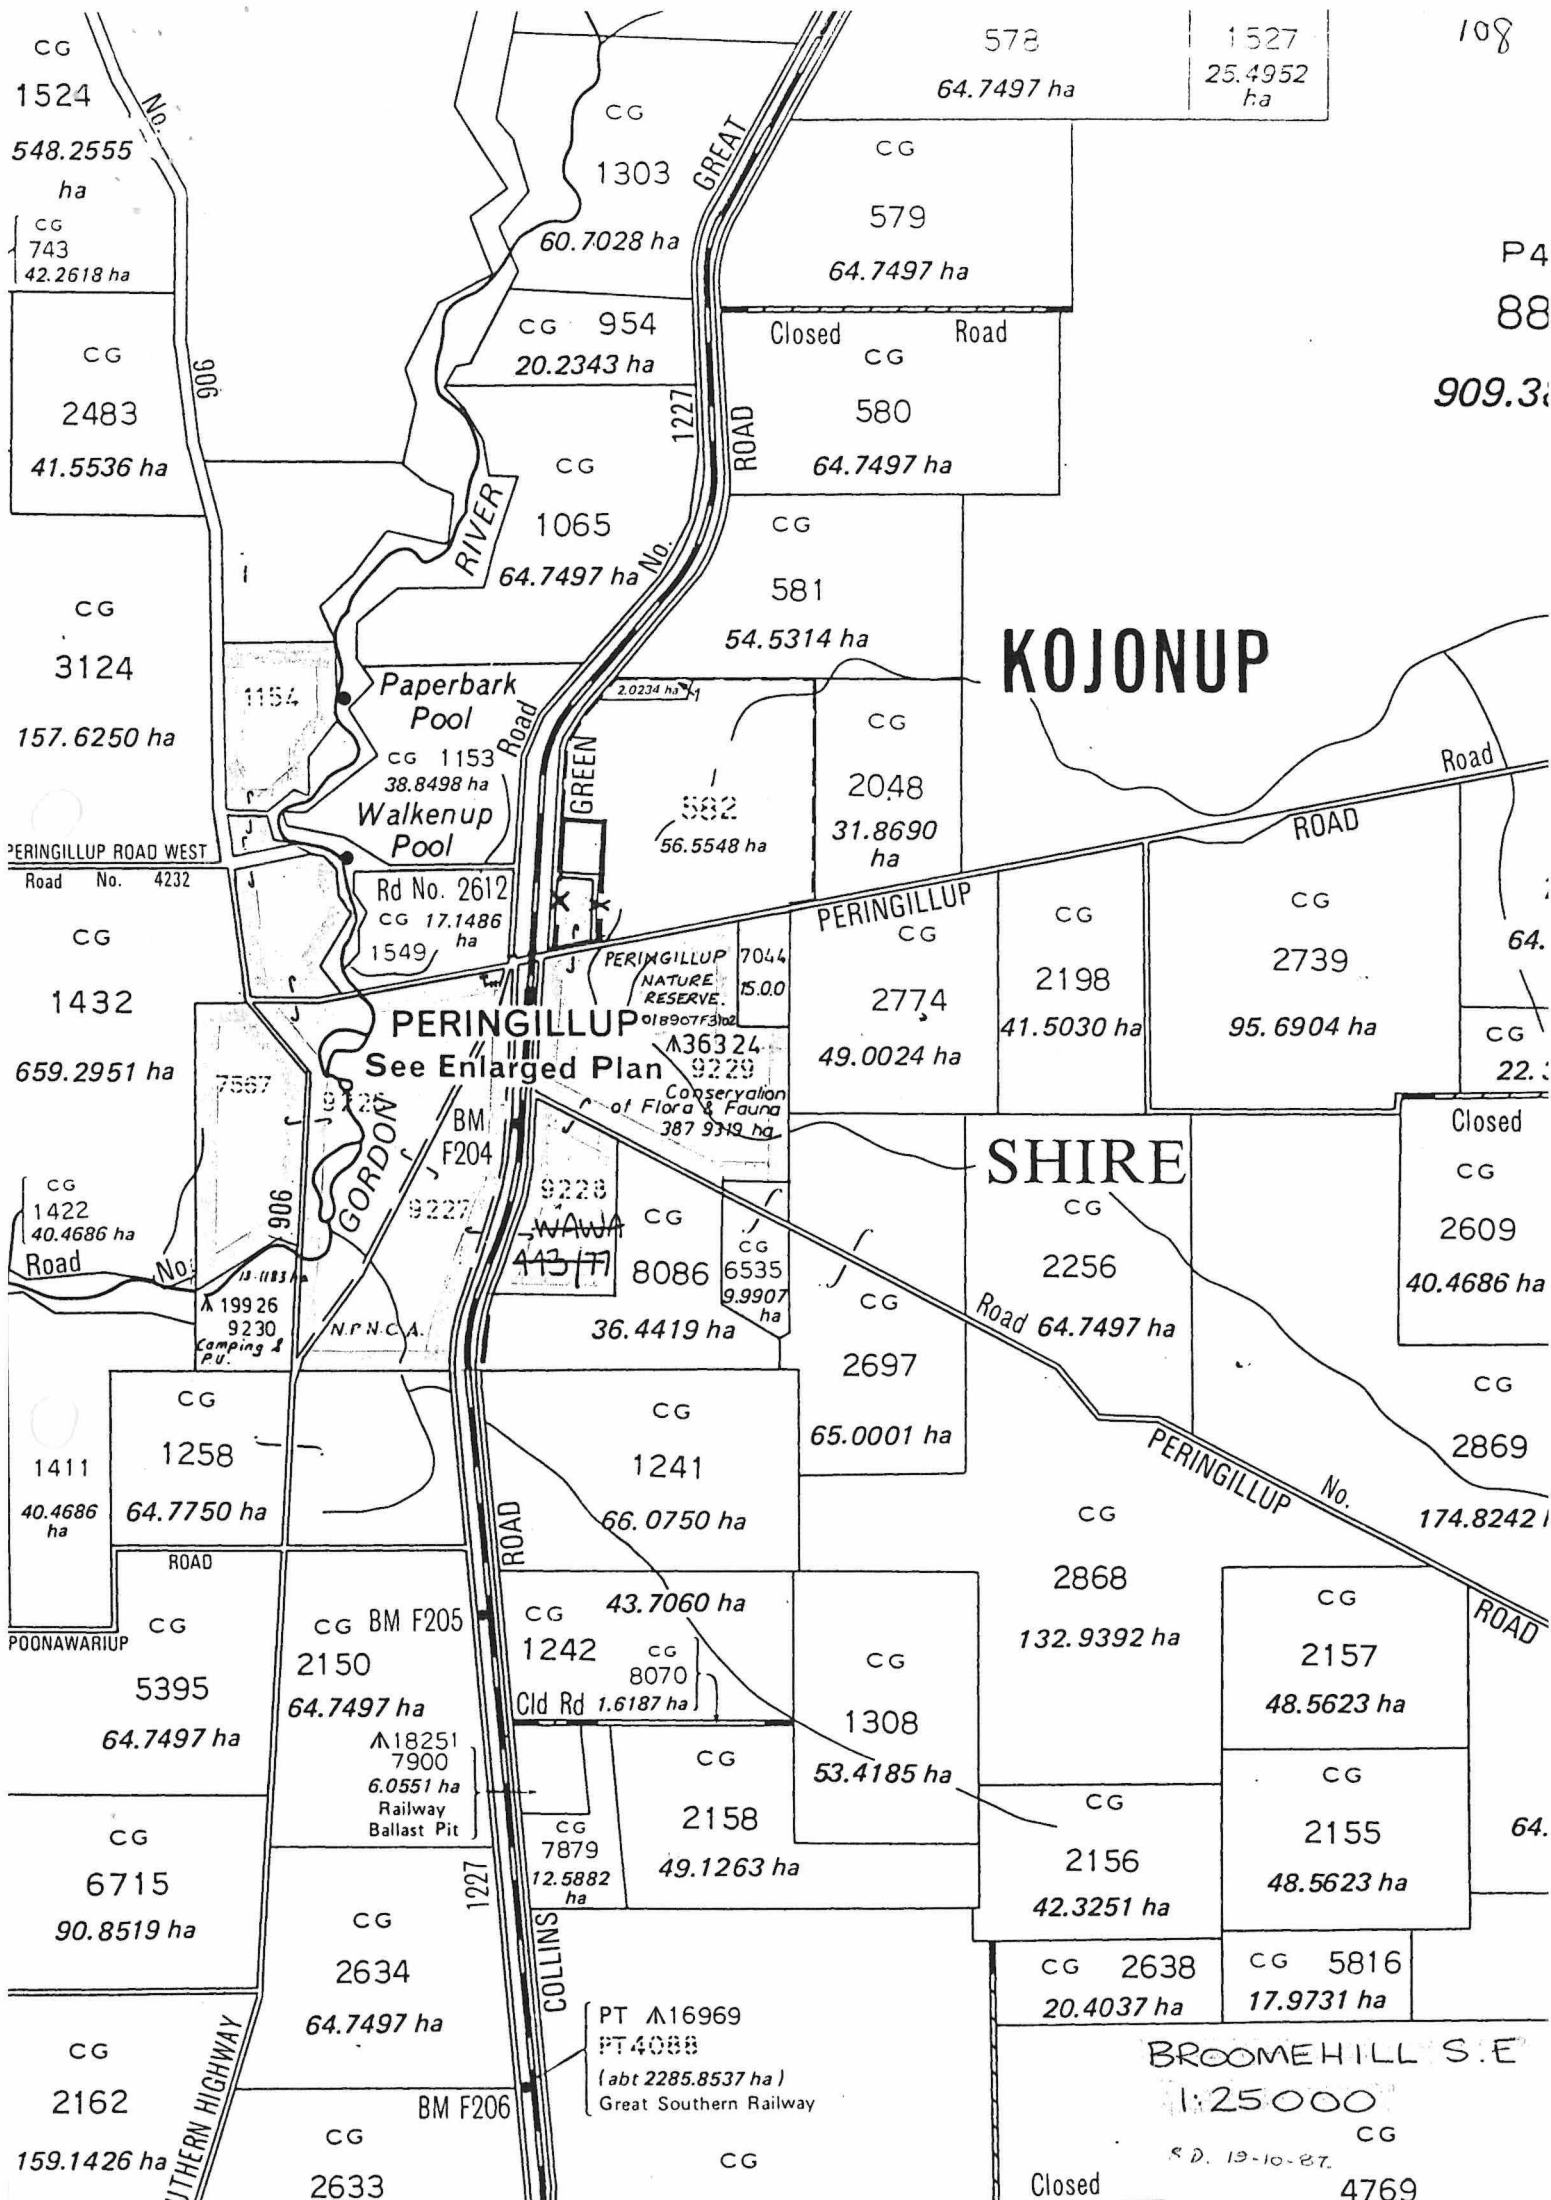 108
CG
1524
548.2555
ha
No.
CG
743
42.2618 ha
CG
1303
60.7028 ha
GREAT
578
64.7497 ha
1527
25.4952
ha
CG
579
64.7497 ha
P4
88
CG 954
20.2343 ha
Closed Road
CG
580
64.7497 ha
CG
2483
41.5536 ha
906
1227
ROAD
CG
1065
64.7497 ha
RIVER
No.
CG
581
54.5314 ha
KOJONUP
CG
3124
157.6250 ha
1154
Paperbark
Pool
CG 1153
38.8498 ha
Walkenup
Pool
Road
2.0234 ha
1
GREEN
582
56.5548 ha
CG
2048
31.8690
ha
Road
ROAD
PERINGILLUP ROAD WEST
Road No. 4232
Rd No. 2612
CG 17.1486
ha
1549
PERINGILLUP
CG
1432
659.2951 ha
PERINGILLUP
NATURE
RESERVE.
7044
15.0.0
CG
2774
49.0024 ha
CG
2198
41.5030 ha
CG
2739
95.6904 ha
64.
CG
22.
PERINGILLUP
See Enlarged Plan
36324
9229
Conservation
of Flora & Fauna
387 9319 ha
7567
GORDON
BM
F204
9227
9228
WAWA
113/77
SHIRE
Closed
CG
2609
40.4686 ha
CG
1422
40.4686 ha
Road No.
906
19926
9230
Camping &
P.U.
N.P.N.C.A.
CG
8086
36.4419 ha
CG
6535
9.9907
ha
CG
2697
65.0001 ha
CG
2256
64.7497 ha
Road
CG
2869
174.8242
1411
40.4686
ha
CG
1258
64.7750 ha
CG
1241
66.0750 ha
PERINGILLUP
No.
ROAD
ROAD
ROAD
CG
2868
132.9392 ha
POONAWARIUP
CG
5395
64.7497 ha
CG
2150
64.7497 ha
BM F205
CG
1242
43.7060 ha
CG
8070
1.6187 ha
Cld Rd
CG
1308
53.4185 ha
CG
2157
48.5623 ha
18251
7900
6.0551 ha
Railway
Ballast Pit
CG
2158
49.1263 ha
CG
7879
12.5882
ha
CG
2156
42.3251 ha
CG
2155
48.5623 ha
64.
CG
6715
90.8519 ha
1227
CG
2634
64.7497 ha
COLLINS
CG 2638
20.4037 ha
CG 5816
17.9731 ha
PT 16969
PT 4088
(abt 2285.8537 ha)
Great Southern Railway
CG
2162
159.1426 ha
UTHERN HIGHWAY
BM F206
CG
2633
CG
BROOMEHILL S.E
1:25000
CG
S.D. 19-10-87.
Closed
4769